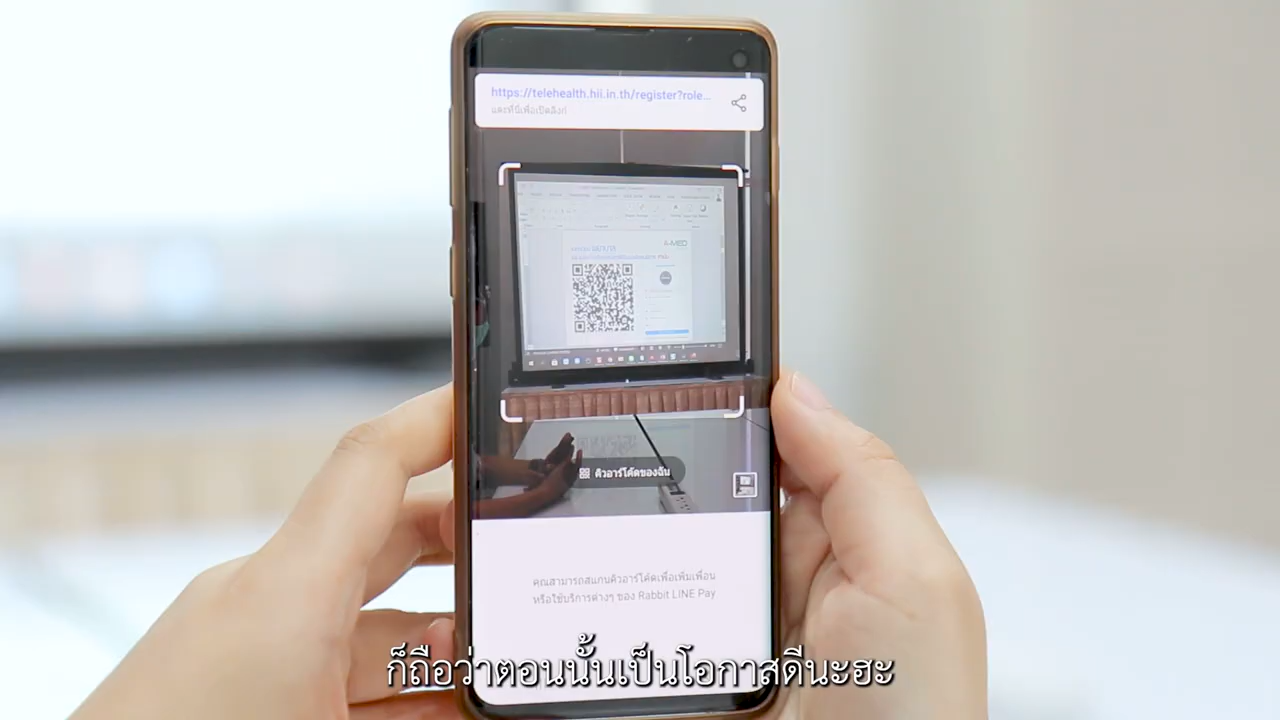 https://telehealth.hii.in.th/register?role...
แตะที่นี่เพื่อเปิดลิงก์
A-MED
คิวอาร์โค้ดของฉัน
คุณสามารถสแกนคิวอาร์โค้ดเพื่อเพิ่มเพื่อน
หรือใช้บริการต่างๆ ของ Rabbit LINE Pay
ก็ถือว่าตอนนั้นเป็นโอกาสดีนะฮะ